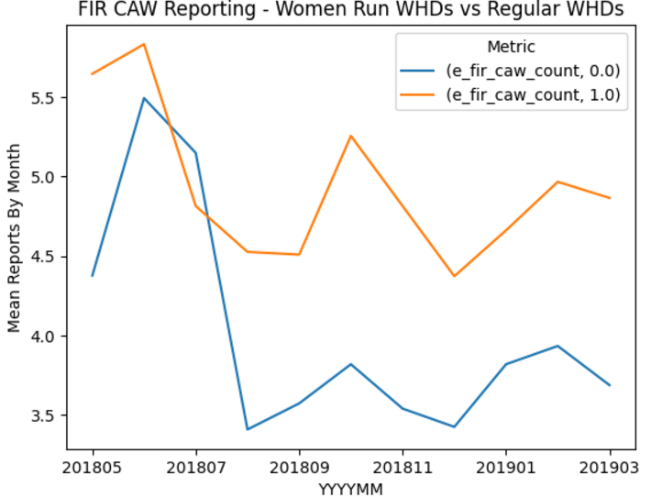 FIR CAW Reporting - Women Run WHDs vs Regular WHDs
Metric
(e_fir_caw_count, 0.0)
(e_fir_caw_count, 1.0)
Mean Reports By Month
5.5
5.0
4.5
4.0
3.5
201805 201807 201809 201811 201901 201903
YYYYMM